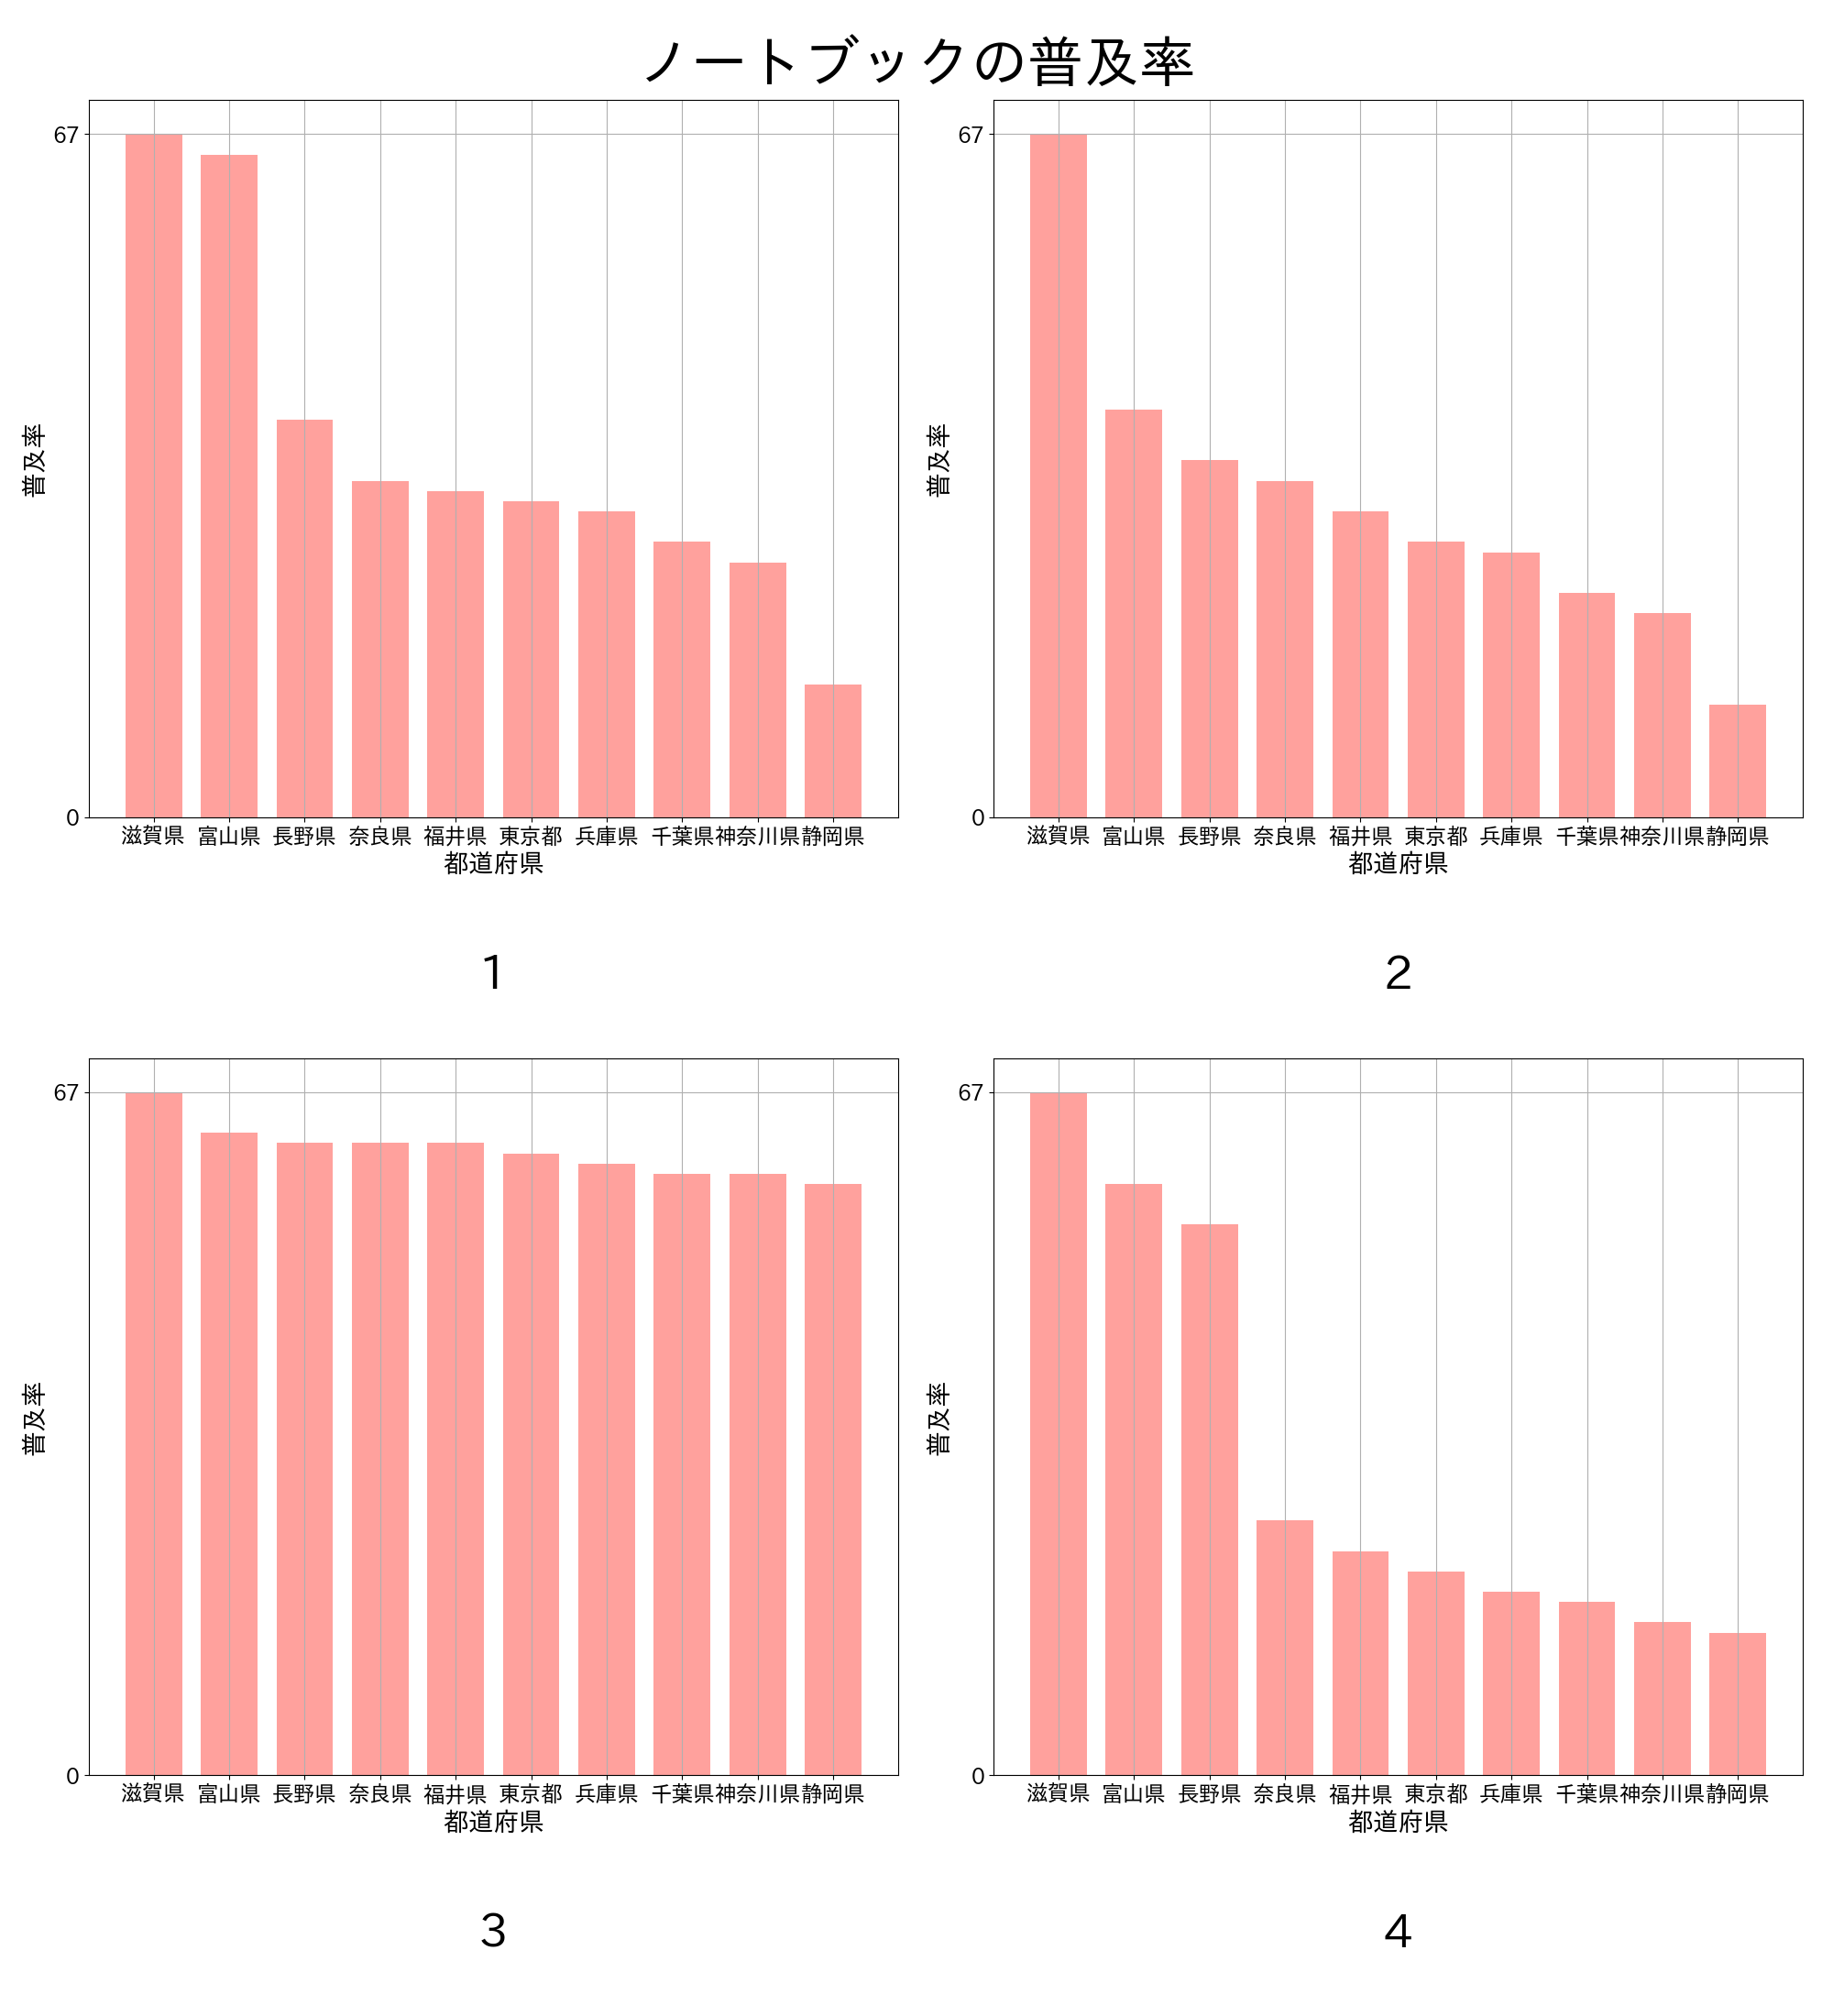 ノートブックの普及率
67
0
普及率
滋賀県 富山県 長野県 奈良県 福井県 東京都 兵庫県 千葉県 神奈川県 静岡県
都道府県
1
67
0
普及率
滋賀県 富山県 長野県 奈良県 福井県 東京都 兵庫県 千葉県 神奈川県 静岡県
都道府県
2
67
0
普及率
滋賀県 富山県 長野県 奈良県 福井県 東京都 兵庫県 千葉県 神奈川県 静岡県
都道府県
3
67
0
普及率
滋賀県 富山県 長野県 奈良県 福井県 東京都 兵庫県 千葉県 神奈川県 静岡県
都道府県
4